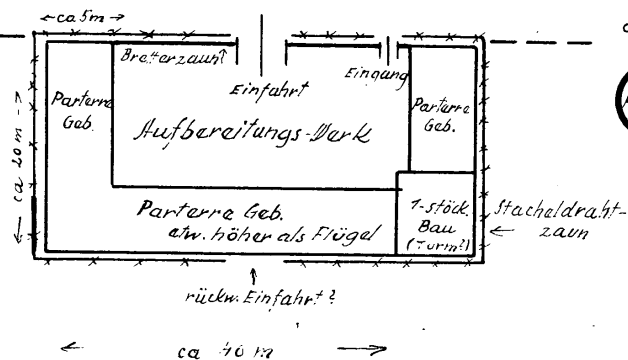 ← ca 5m →
Bretterzaun↑
Einfahrt
Eingang
Parterre
Geb.
Aufbereitungs-Werk
Parterre
Geb.
← ca 20 m →
Parterre Geb.
etw. höher als Flügel
1-stöck.
Bau
(Turm?)
Stacheldraht-
← zaun
↑
rückw. Einfahrt?
← ca 40 m →